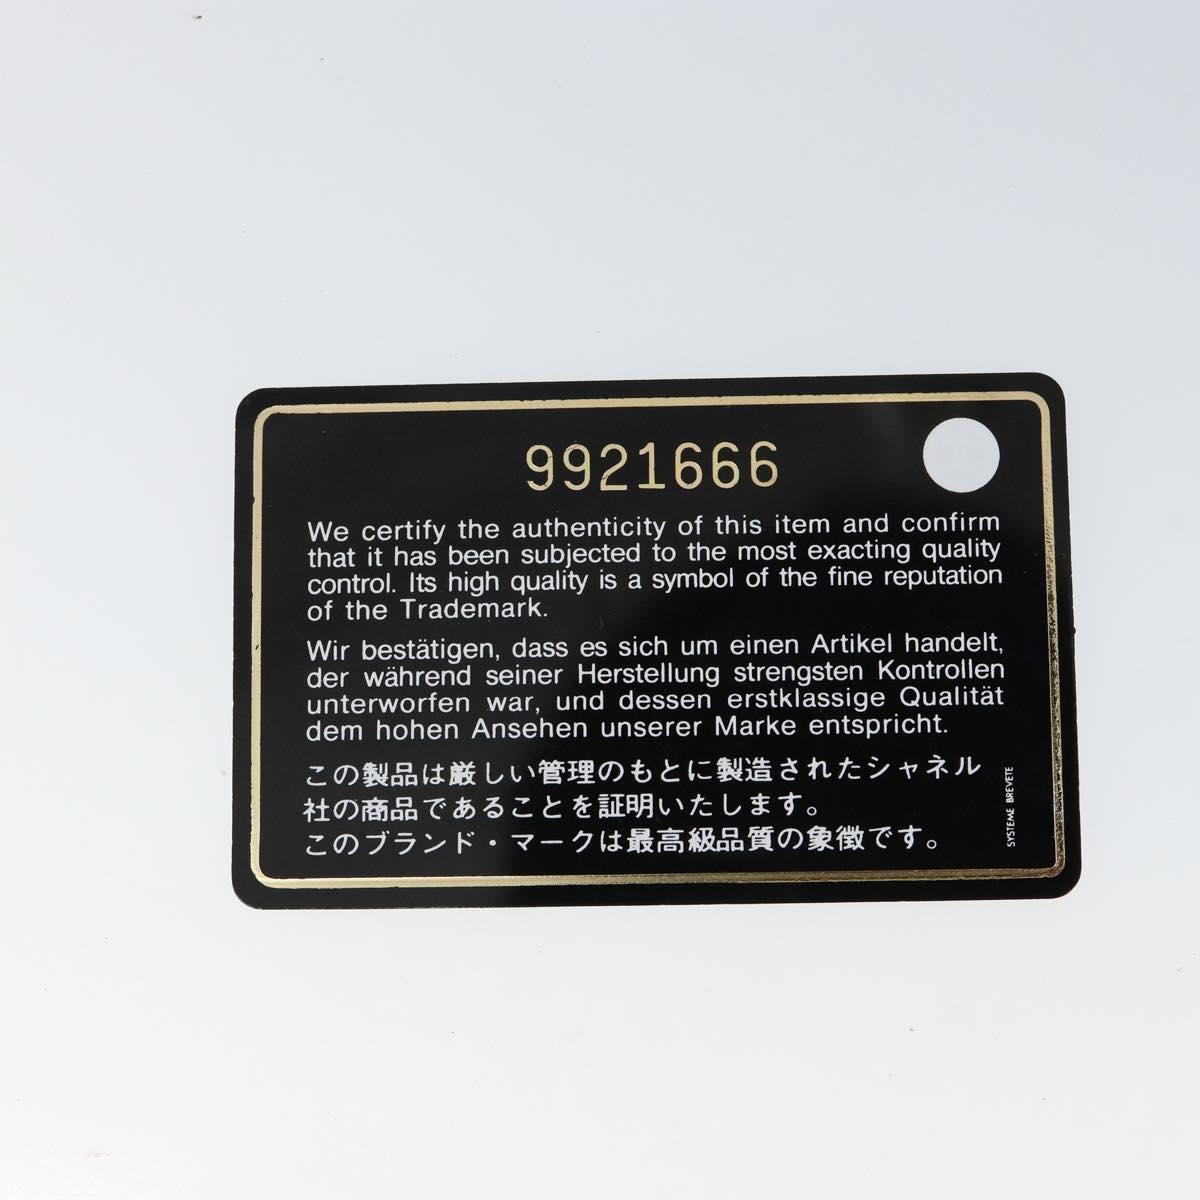 9921666
We certify the authenticity of this item and confirm
that it has been subjected to the most exacting quality
control. Its high quality is a symbol of the fine reputation
of the Trademark.
Wir bestätigen, dass es sich um einen Artikel handelt,
der während seiner Herstellung strengsten Kontrollen
unterworfen war, und dessen erstklassige Qualität
dem hohen Ansehen unserer Marke entspricht.
この製品は厳しい管理のもとに製造されたシャネル
社の商品であることを証明いたします。
このブランド・マークは最高級品質の象徴です。
SYSTEME BREVETE